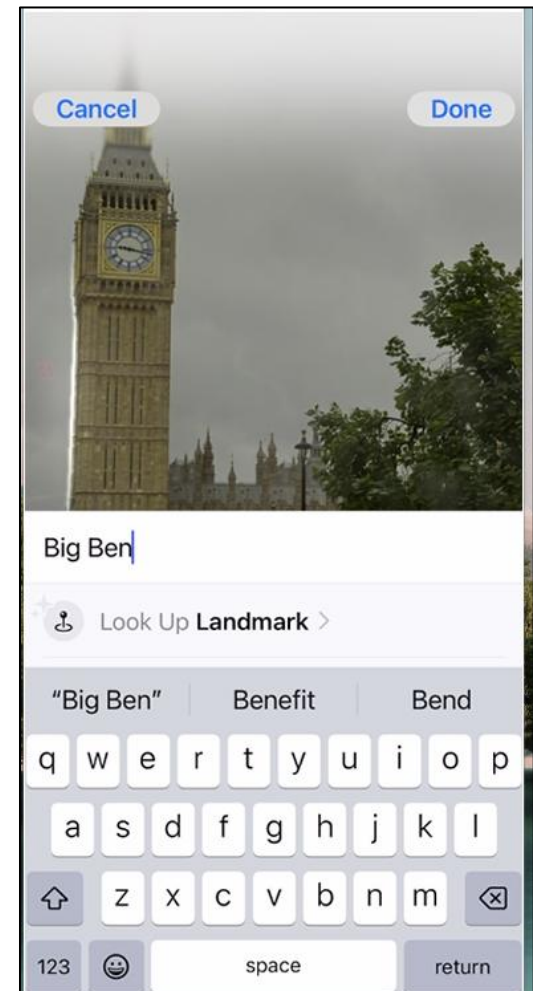 Cancel
Done
Big Ben
Look Up Landmark >
“Big Ben”
Benefit
Bend
q w e r t y u i o p
a s d f g h j k l
z x c v b n m
123
space
return